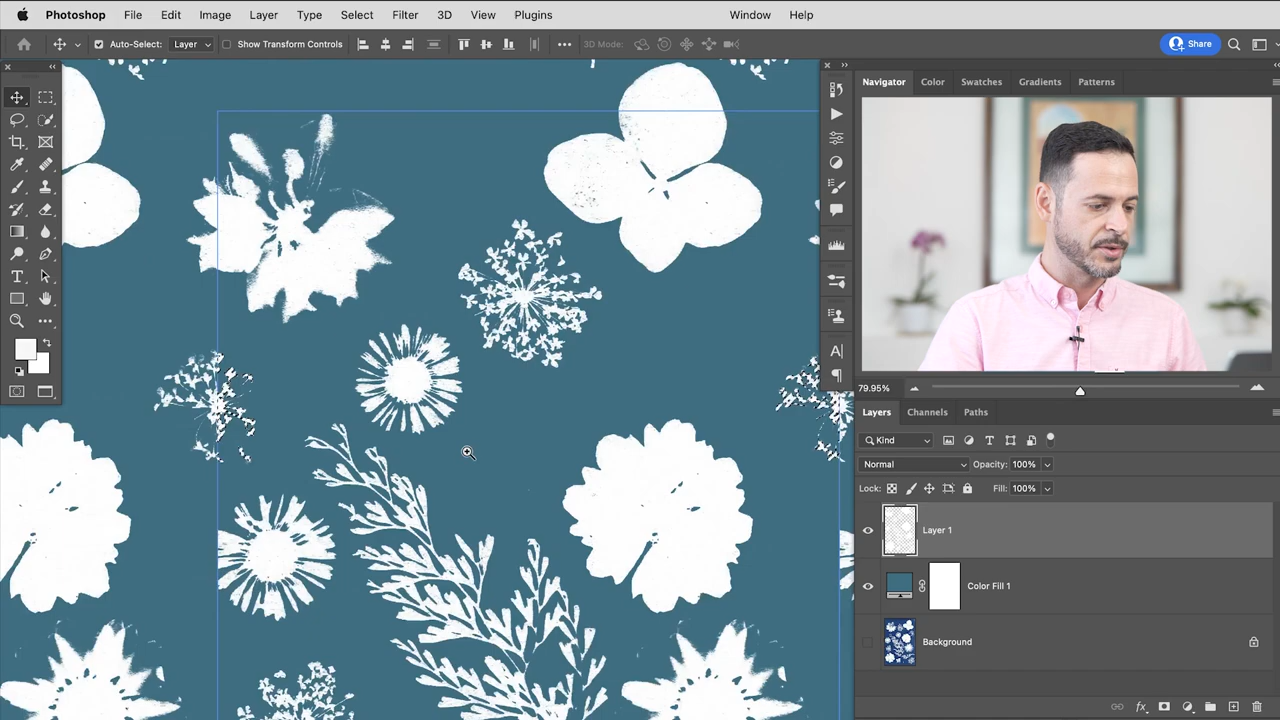 Photoshop File Edit Image Layer Type Select Filter 3D View Plugins Window Help
Auto-Select: Layer Show Transform Controls 3D Mode: Share
Navigator Color Swatches Gradients Patterns
79.95%
Layers Channels Paths
Kind
Normal Opacity: 100%
Lock: Fill: 100%
Layer 1
Color Fill 1
Background